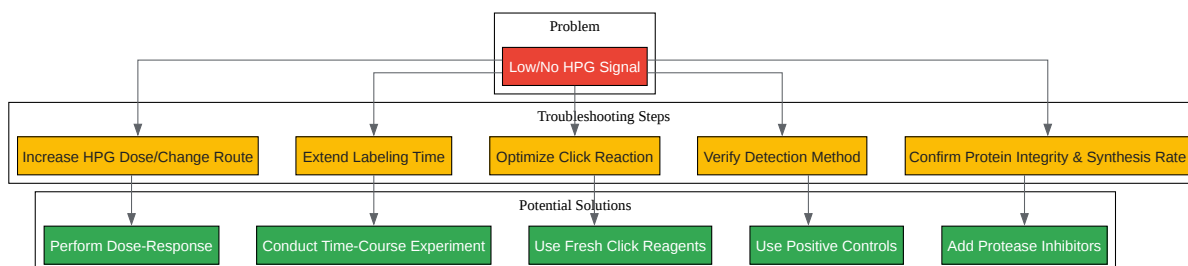 Problem
Low/No HPG Signal
Troubleshooting Steps
Increase HPG Dose/Change Route
Extend Labeling Time
Optimize Click Reaction
Verify Detection Method
Confirm Protein Integrity & Synthesis Rate
Potential Solutions
Perform Dose-Response
Conduct Time-Course Experiment
Use Fresh Click Reagents
Use Positive Controls
Add Protease Inhibitors